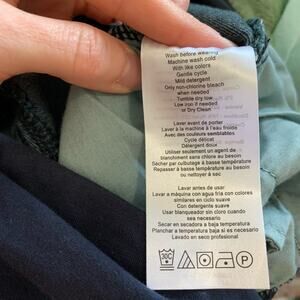 Wash before wearing
Machine wash cold
With like colors
Gentle cycle
Mild detergent
Only non-chlorine bleach
when needed
Tumble dry low
Low iron if needed
or Dry Clean
Laver avant de porter
Laver à la machine à l'eau froide
Avec des couleurs semblables
Cycle délicat
Détergent doux
Utiliser seulement un agent de
blanchiment sans chlore au besoin
Sécher par culbutage à basse température
Repasser à basse température au besoin
ou nettoyer à sec
Lavar antes de usar
Lavar a máquina con agua fría con colores
similares en ciclo suave
Con detergente suave
Usar blanqueador sin cloro cuando
sea necesario
Secar en secadora a baja temperatura
Planchar a temperatura baja si es necesario
Lavado en seco profesional
30C
P